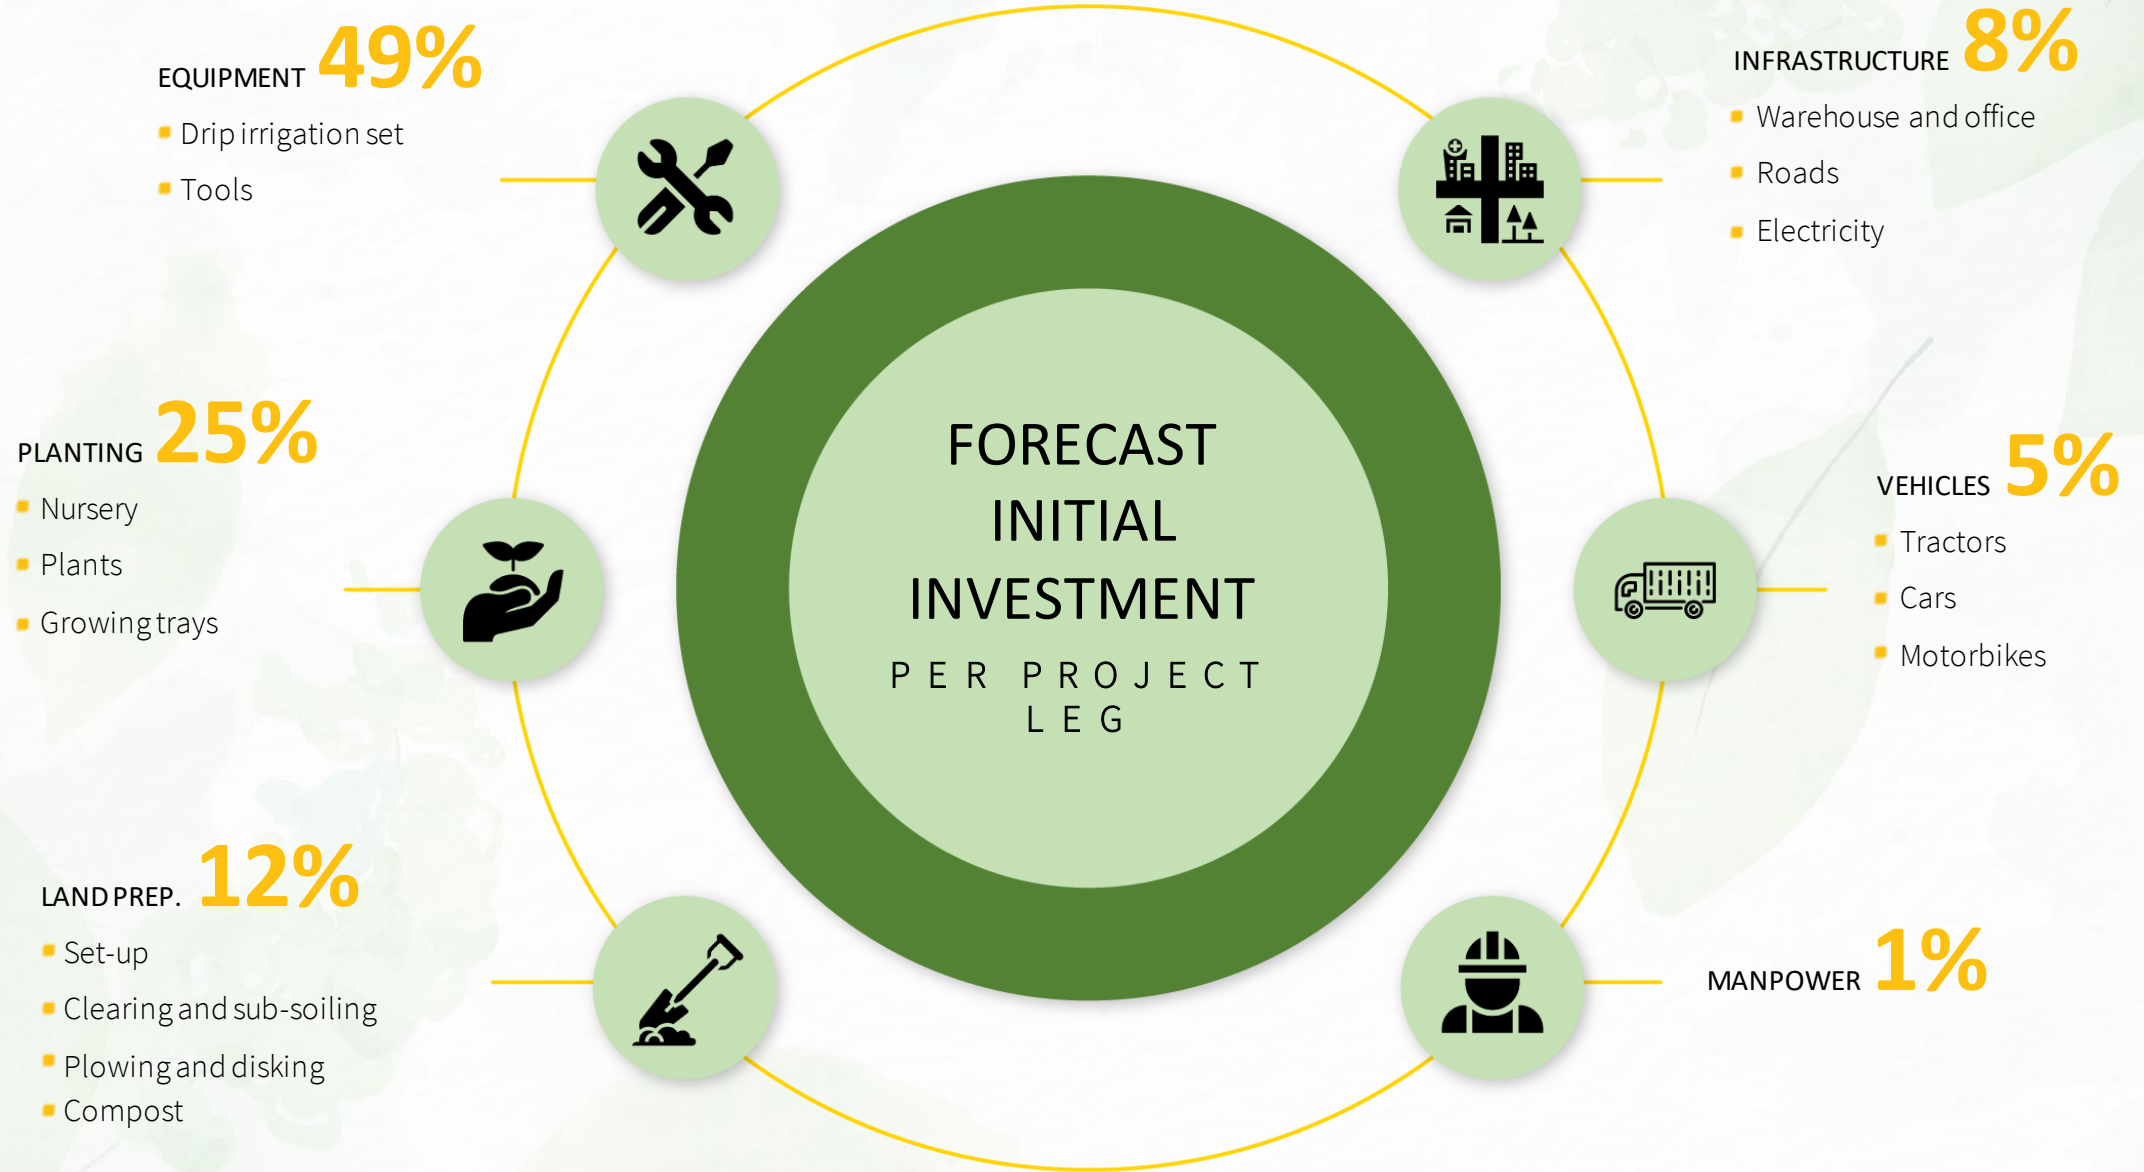 EQUIPMENT 49%
Drip irrigation set
Tools
PLANTING 25%
Nursery
Plants
Growing trays
LAND PREP. 12%
Set-up
Clearing and sub-soiling
Plowing and disking
Compost
FORECAST
INITIAL
INVESTMENT
PER PROJECT
LEG
INFRASTRUCTURE 8%
Warehouse and office
Roads
Electricity
VEHICLES 5%
Tractors
Cars
Motorbikes
MANPOWER 1%